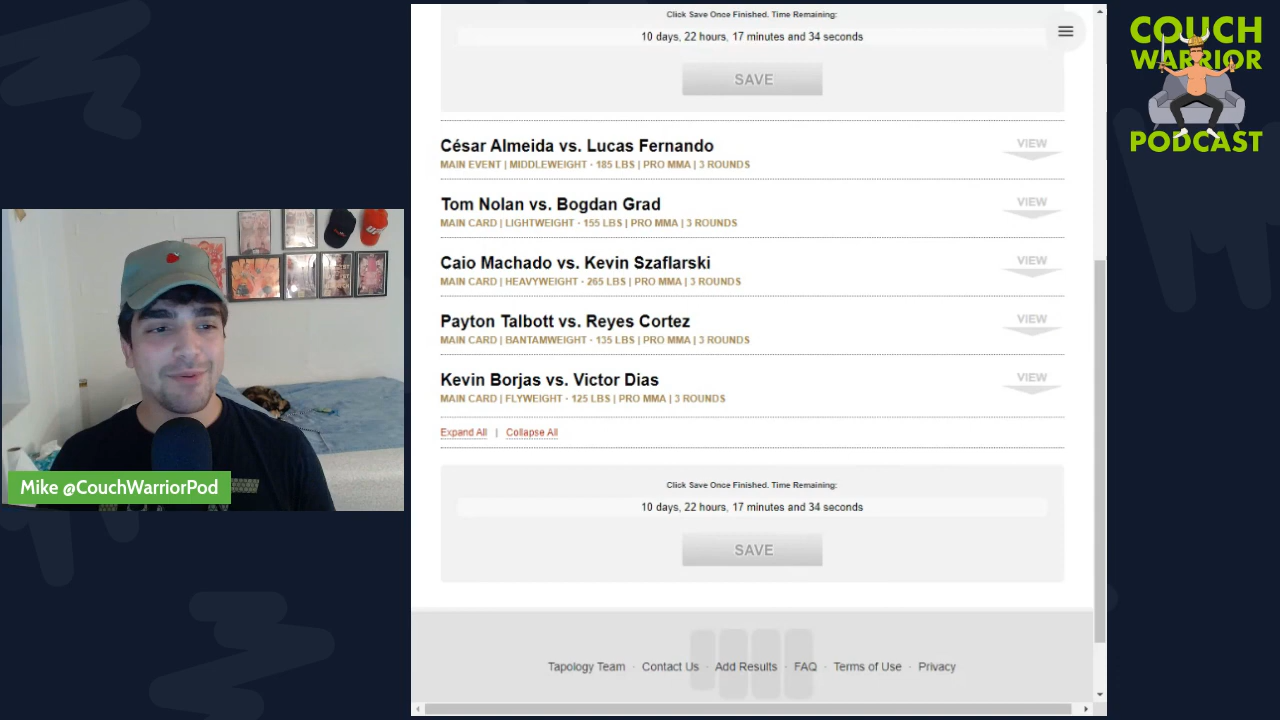 Click Save Once Finished. Time Remaining:
10 days, 22 hours, 17 minutes and 34 seconds
SAVE
César Almeida vs. Lucas Fernando
MAIN EVENT | MIDDLEWEIGHT · 185 LBS | PRO MMA | 3 ROUNDS
VIEW
Tom Nolan vs. Bogdan Grad
MAIN CARD | LIGHTWEIGHT · 155 LBS | PRO MMA | 3 ROUNDS
VIEW
Caio Machado vs. Kevin Szaflarski
MAIN CARD | HEAVYWEIGHT · 265 LBS | PRO MMA | 3 ROUNDS
VIEW
Payton Talbott vs. Reyes Cortez
MAIN CARD | BANTAMWEIGHT · 135 LBS | PRO MMA | 3 ROUNDS
VIEW
Kevin Borjas vs. Victor Dias
MAIN CARD | FLYWEIGHT · 125 LBS | PRO MMA | 3 ROUNDS
VIEW
Expand All | Collapse All
Click Save Once Finished. Time Remaining:
10 days, 22 hours, 17 minutes and 34 seconds
SAVE
Tapology Team · Contact Us · Add Results · FAQ · Terms of Use · Privacy
Mike @CouchWarriorPod
COUCH
WARRIOR
PODCAST